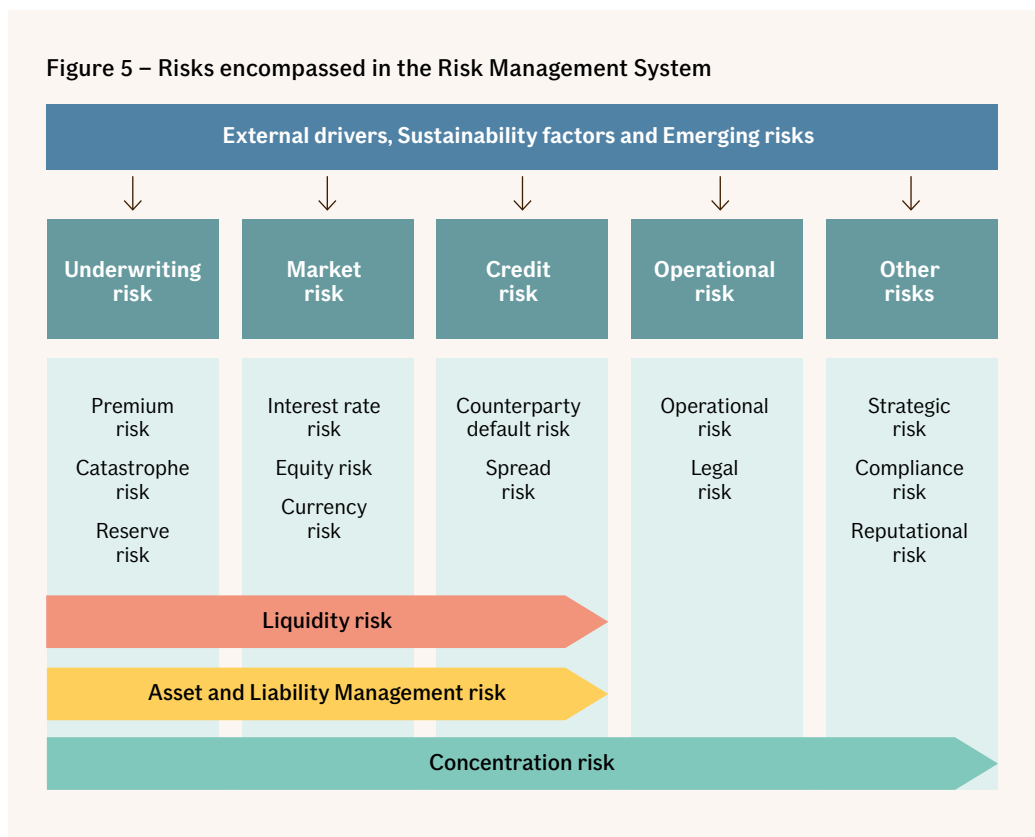 Figure 5 – Risks encompassed in the Risk Management System
External drivers, Sustainability factors and Emerging risks
Underwriting
risk
Market
risk
Credit
risk
Operational
risk
Other
risks
Premium
risk
Catastrophe
risk
Reserve
risk
Interest rate
risk
Equity risk
Currency
risk
Counterparty
default risk
Spread
risk
Operational
risk
Legal
risk
Strategic
risk
Compliance
risk
Reputational
risk
Liquidity risk
Asset and Liability Management risk
Concentration risk